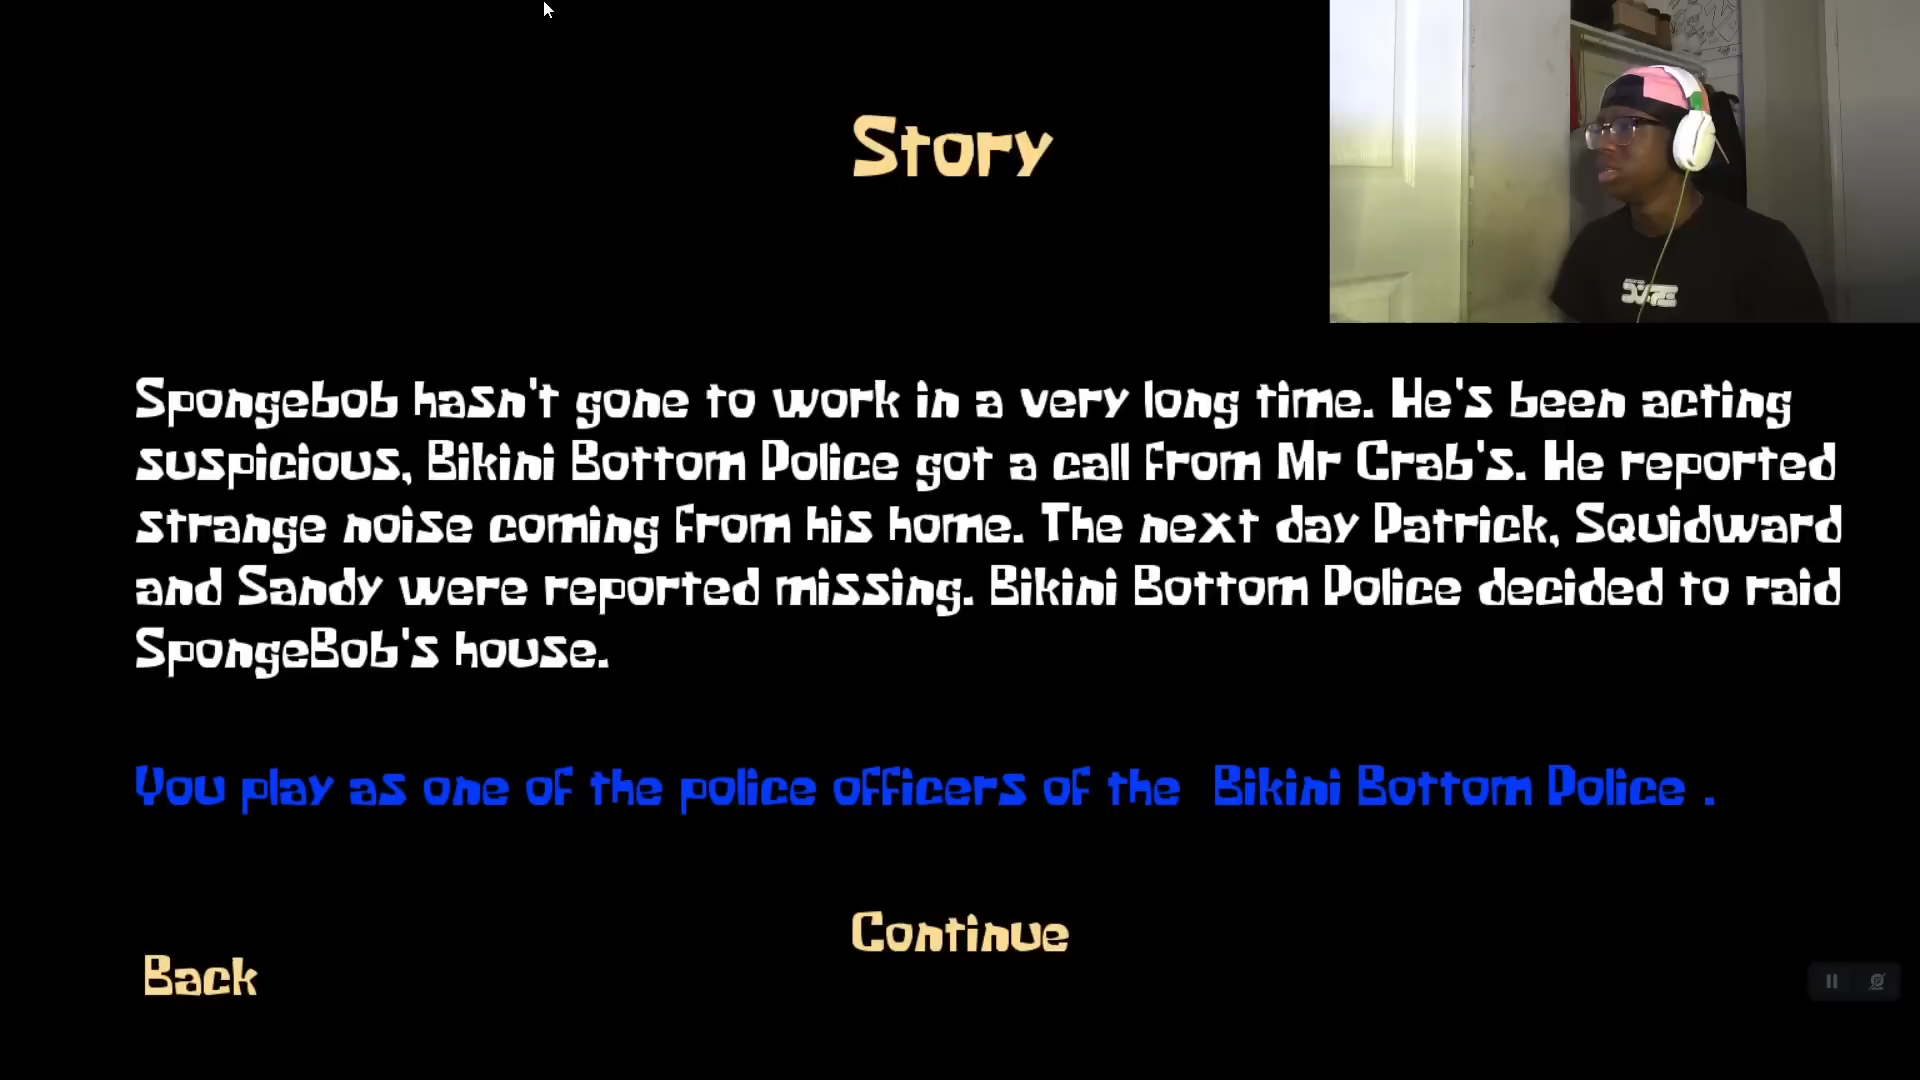 Story
Spongebob hasn't gone to work in a very long time. He's been acting
suspicious, Bikini Bottom Police got a call from Mr Crab's. He reported
strange noise coming from his home. The next day Patrick, Squidward
and Sandy were reported missing. Bikini Bottom Police decided to raid
SpongeBob's house.
You play as one of the police officers of the  Bikini Bottom Police .
Continue
Back